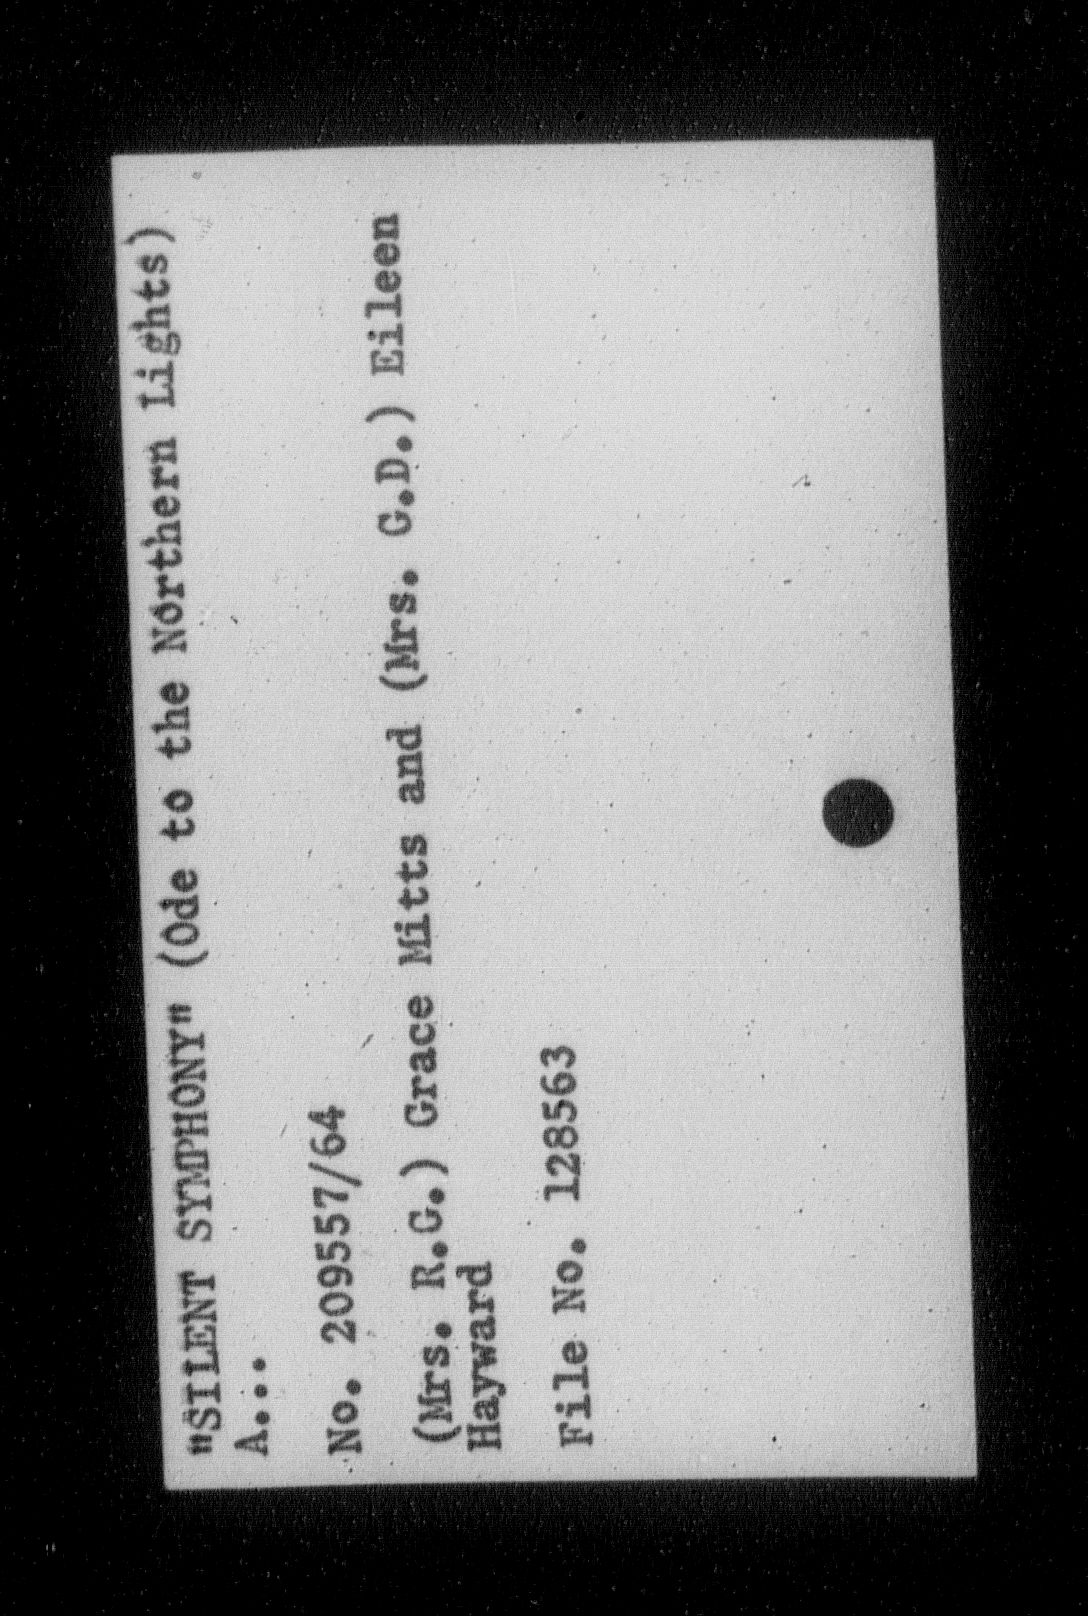 "SILENT SYMPHONY" (Ode to the Northern Lights)
A...
No. 209557/64
(Mrs. R.G.) Grace Mitts and (Mrs. G.D.) Eileen
Hayward
File No. 128563